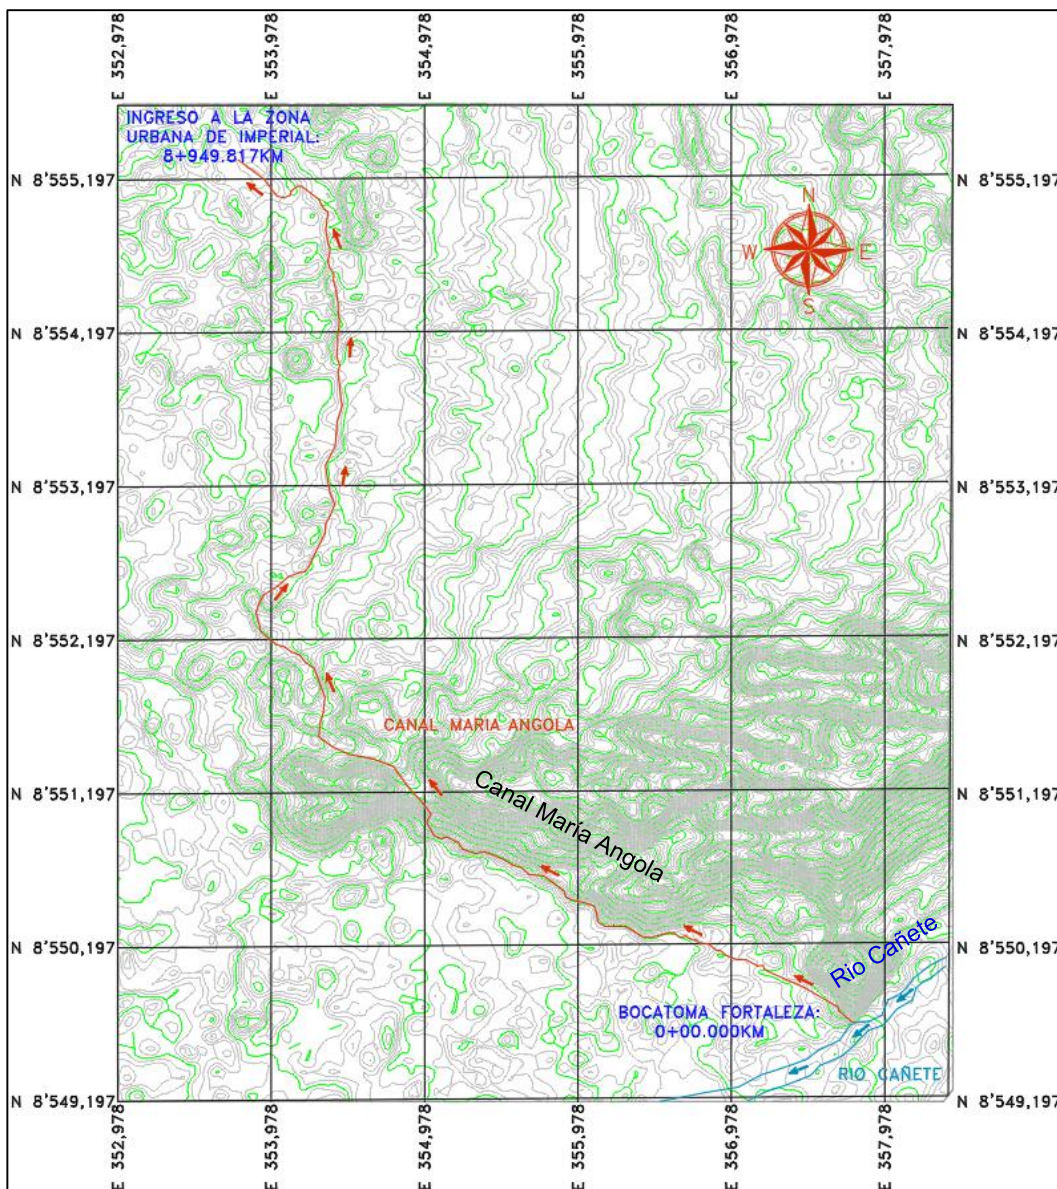 E 352,978
E 353,978
E 354,978
E 355,978
E 356,978
E 357,978
INGRESO A LA ZONA
URBANA DE IMPERIAL:
8+949.817KM
N 8'555,197
N 8'555,197
N
W
E
S
N 8'554,197
N 8'554,197
N 8'553,197
N 8'553,197
N 8'552,197
N 8'552,197
CANAL MARIA ANGOLA
Canal María Angola
N 8'551,197
N 8'551,197
Rio Cañete
N 8'550,197
N 8'550,197
BOCATOMA FORTALEZA:
0+00.000KM
RIO CAÑETE
N 8'549,197
N 8'549,197
E 352,978
E 353,978
E 354,978
E 355,978
E 356,978
E 357,978